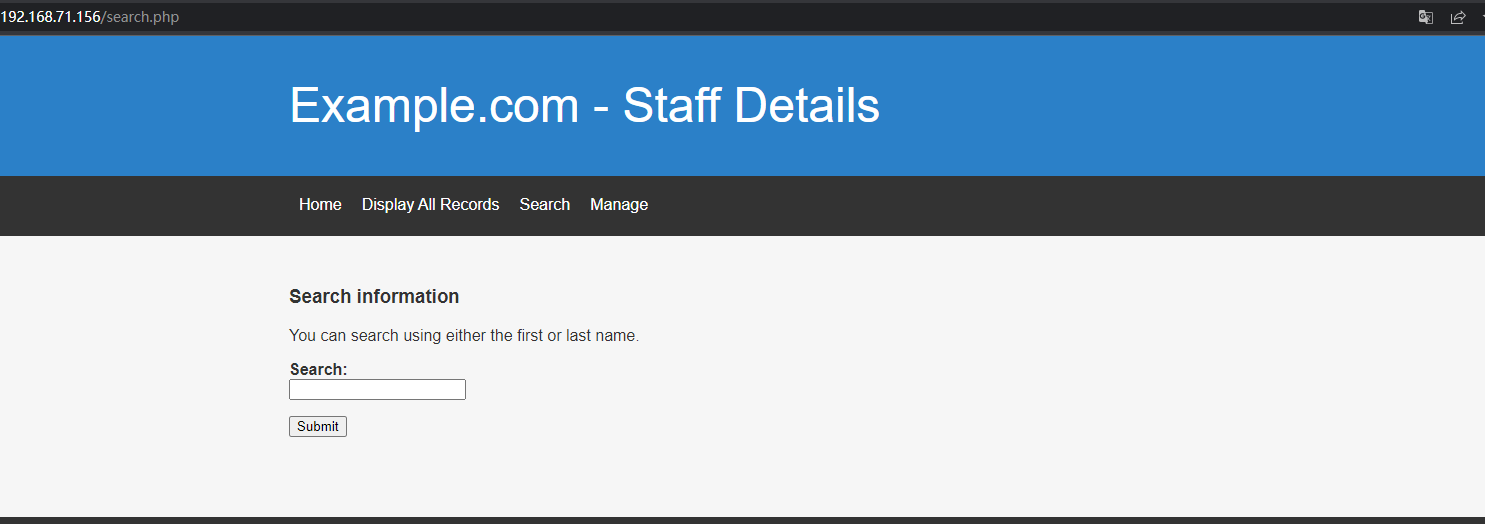 192.168.71.156/search.php
Example.com - Staff Details
Home Display All Records Search Manage
Search information
You can search using either the first or last name.
Search:
Submit